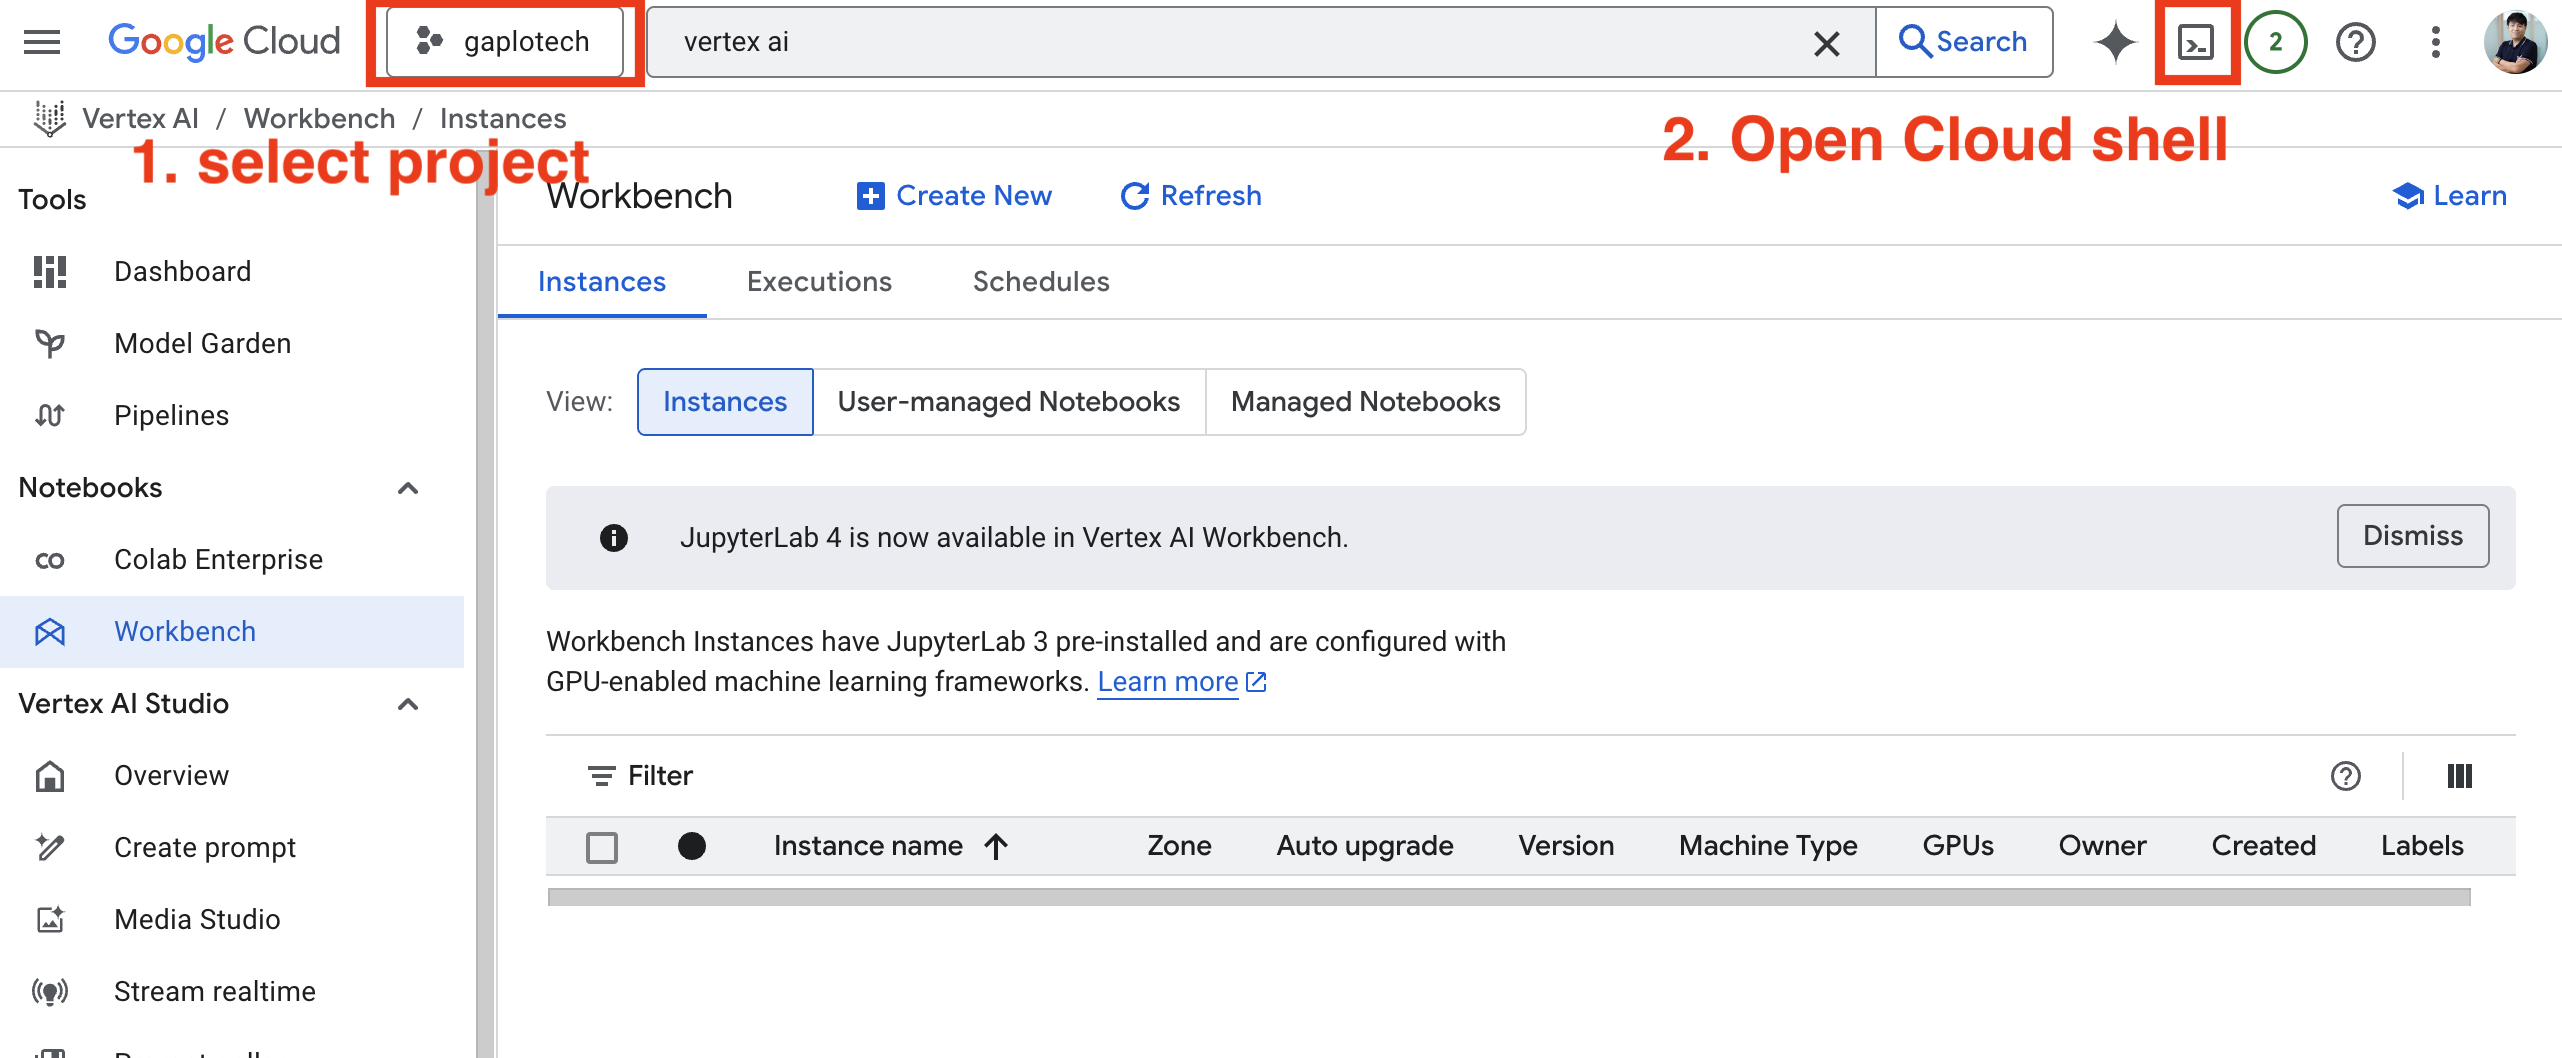 Google Cloud
gaplotech
vertex ai
Search
2
Vertex AI / Workbench / Instances
1. select project
2. Open Cloud shell
Tools
Dashboard
Model Garden
Pipelines
Notebooks
Colab Enterprise
Workbench
Vertex AI Studio
Overview
Create prompt
Media Studio
Stream realtime
Workbench
Create New
Refresh
Learn
Instances Executions Schedules
View: Instances User-managed Notebooks Managed Notebooks
JupyterLab 4 is now available in Vertex AI Workbench.
Dismiss
Workbench Instances have JupyterLab 3 pre-installed and are configured with
GPU-enabled machine learning frameworks. Learn more
Filter
Instance name Zone Auto upgrade Version Machine Type GPUs Owner Created Labels